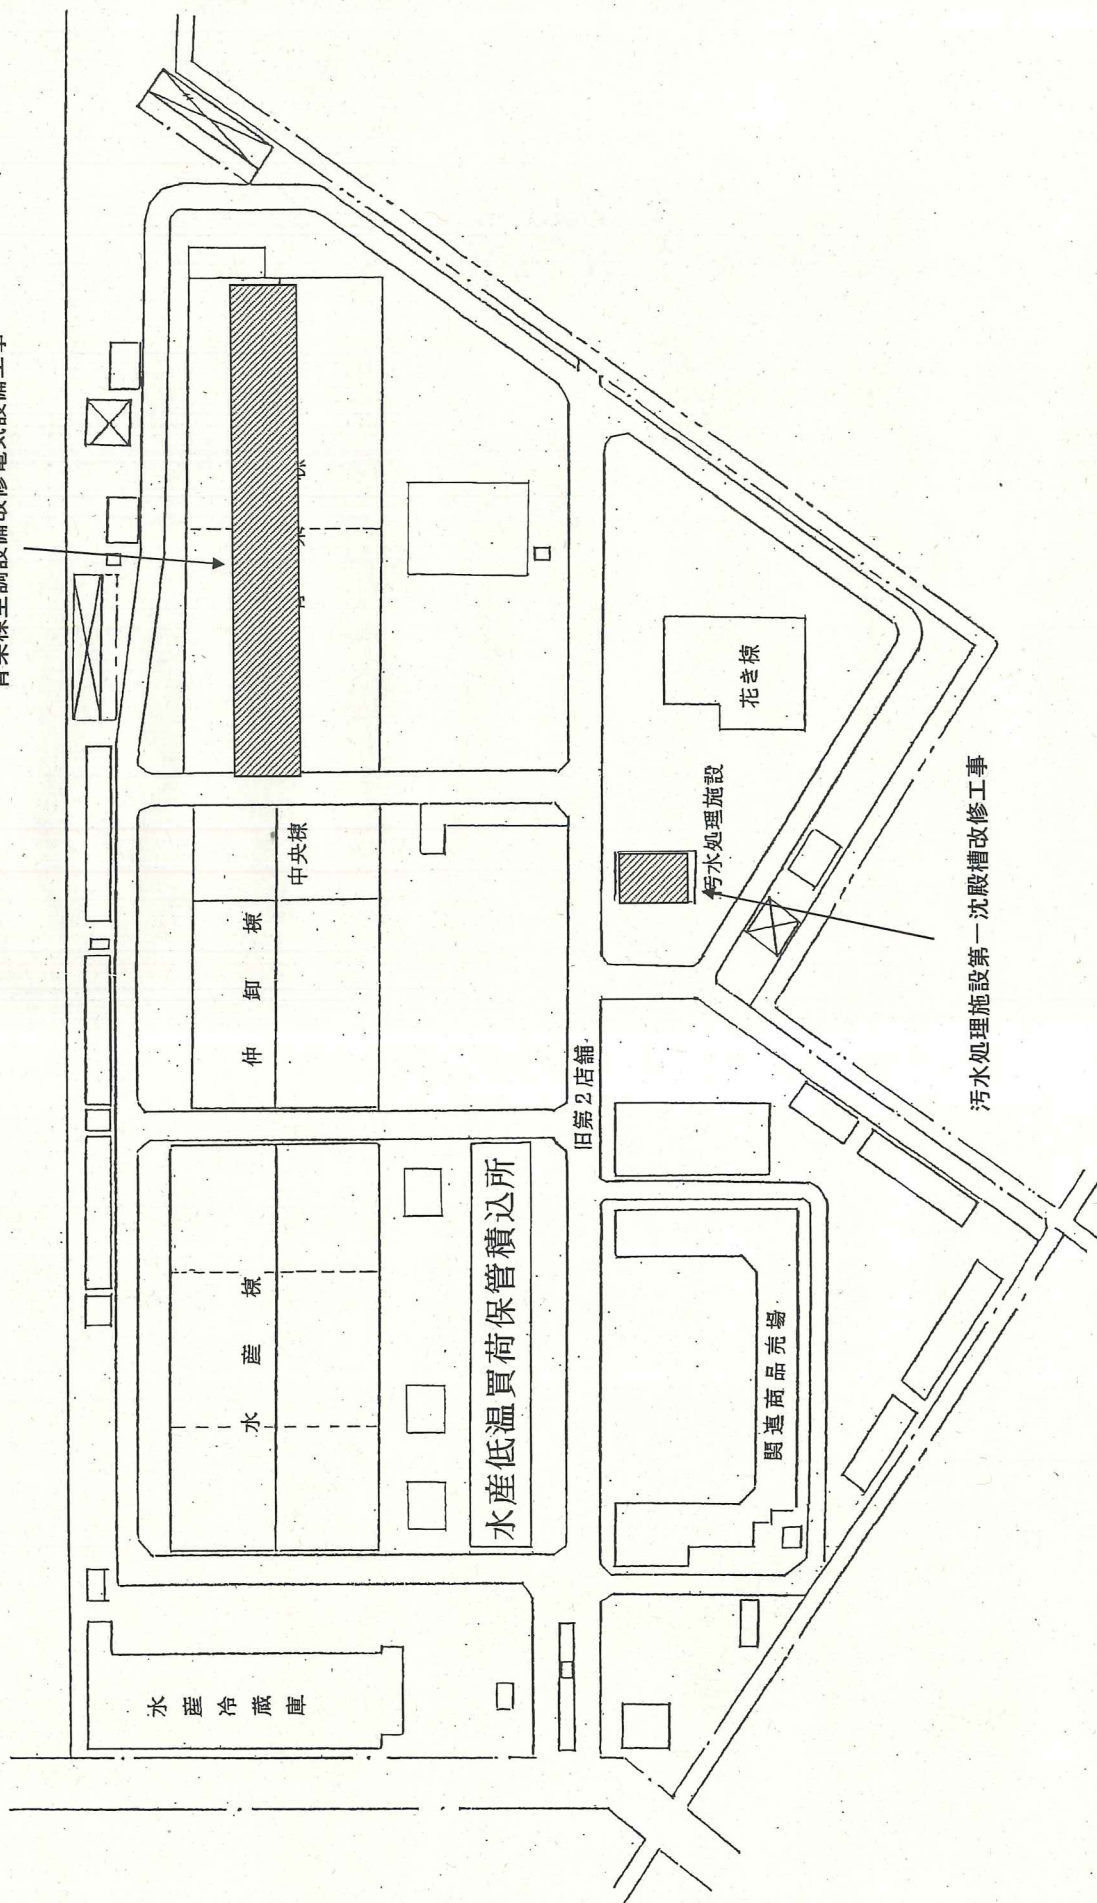 青果棟空調設備改修電気設備工事
中央棟
仲卸棟
水産棟
水産低温買荷保管積込所
水産冷蔵庫
旧第2店舗
関連商品売場
花き棟
汚水処理施設
汚水処理施設第一沈殿槽改修工事